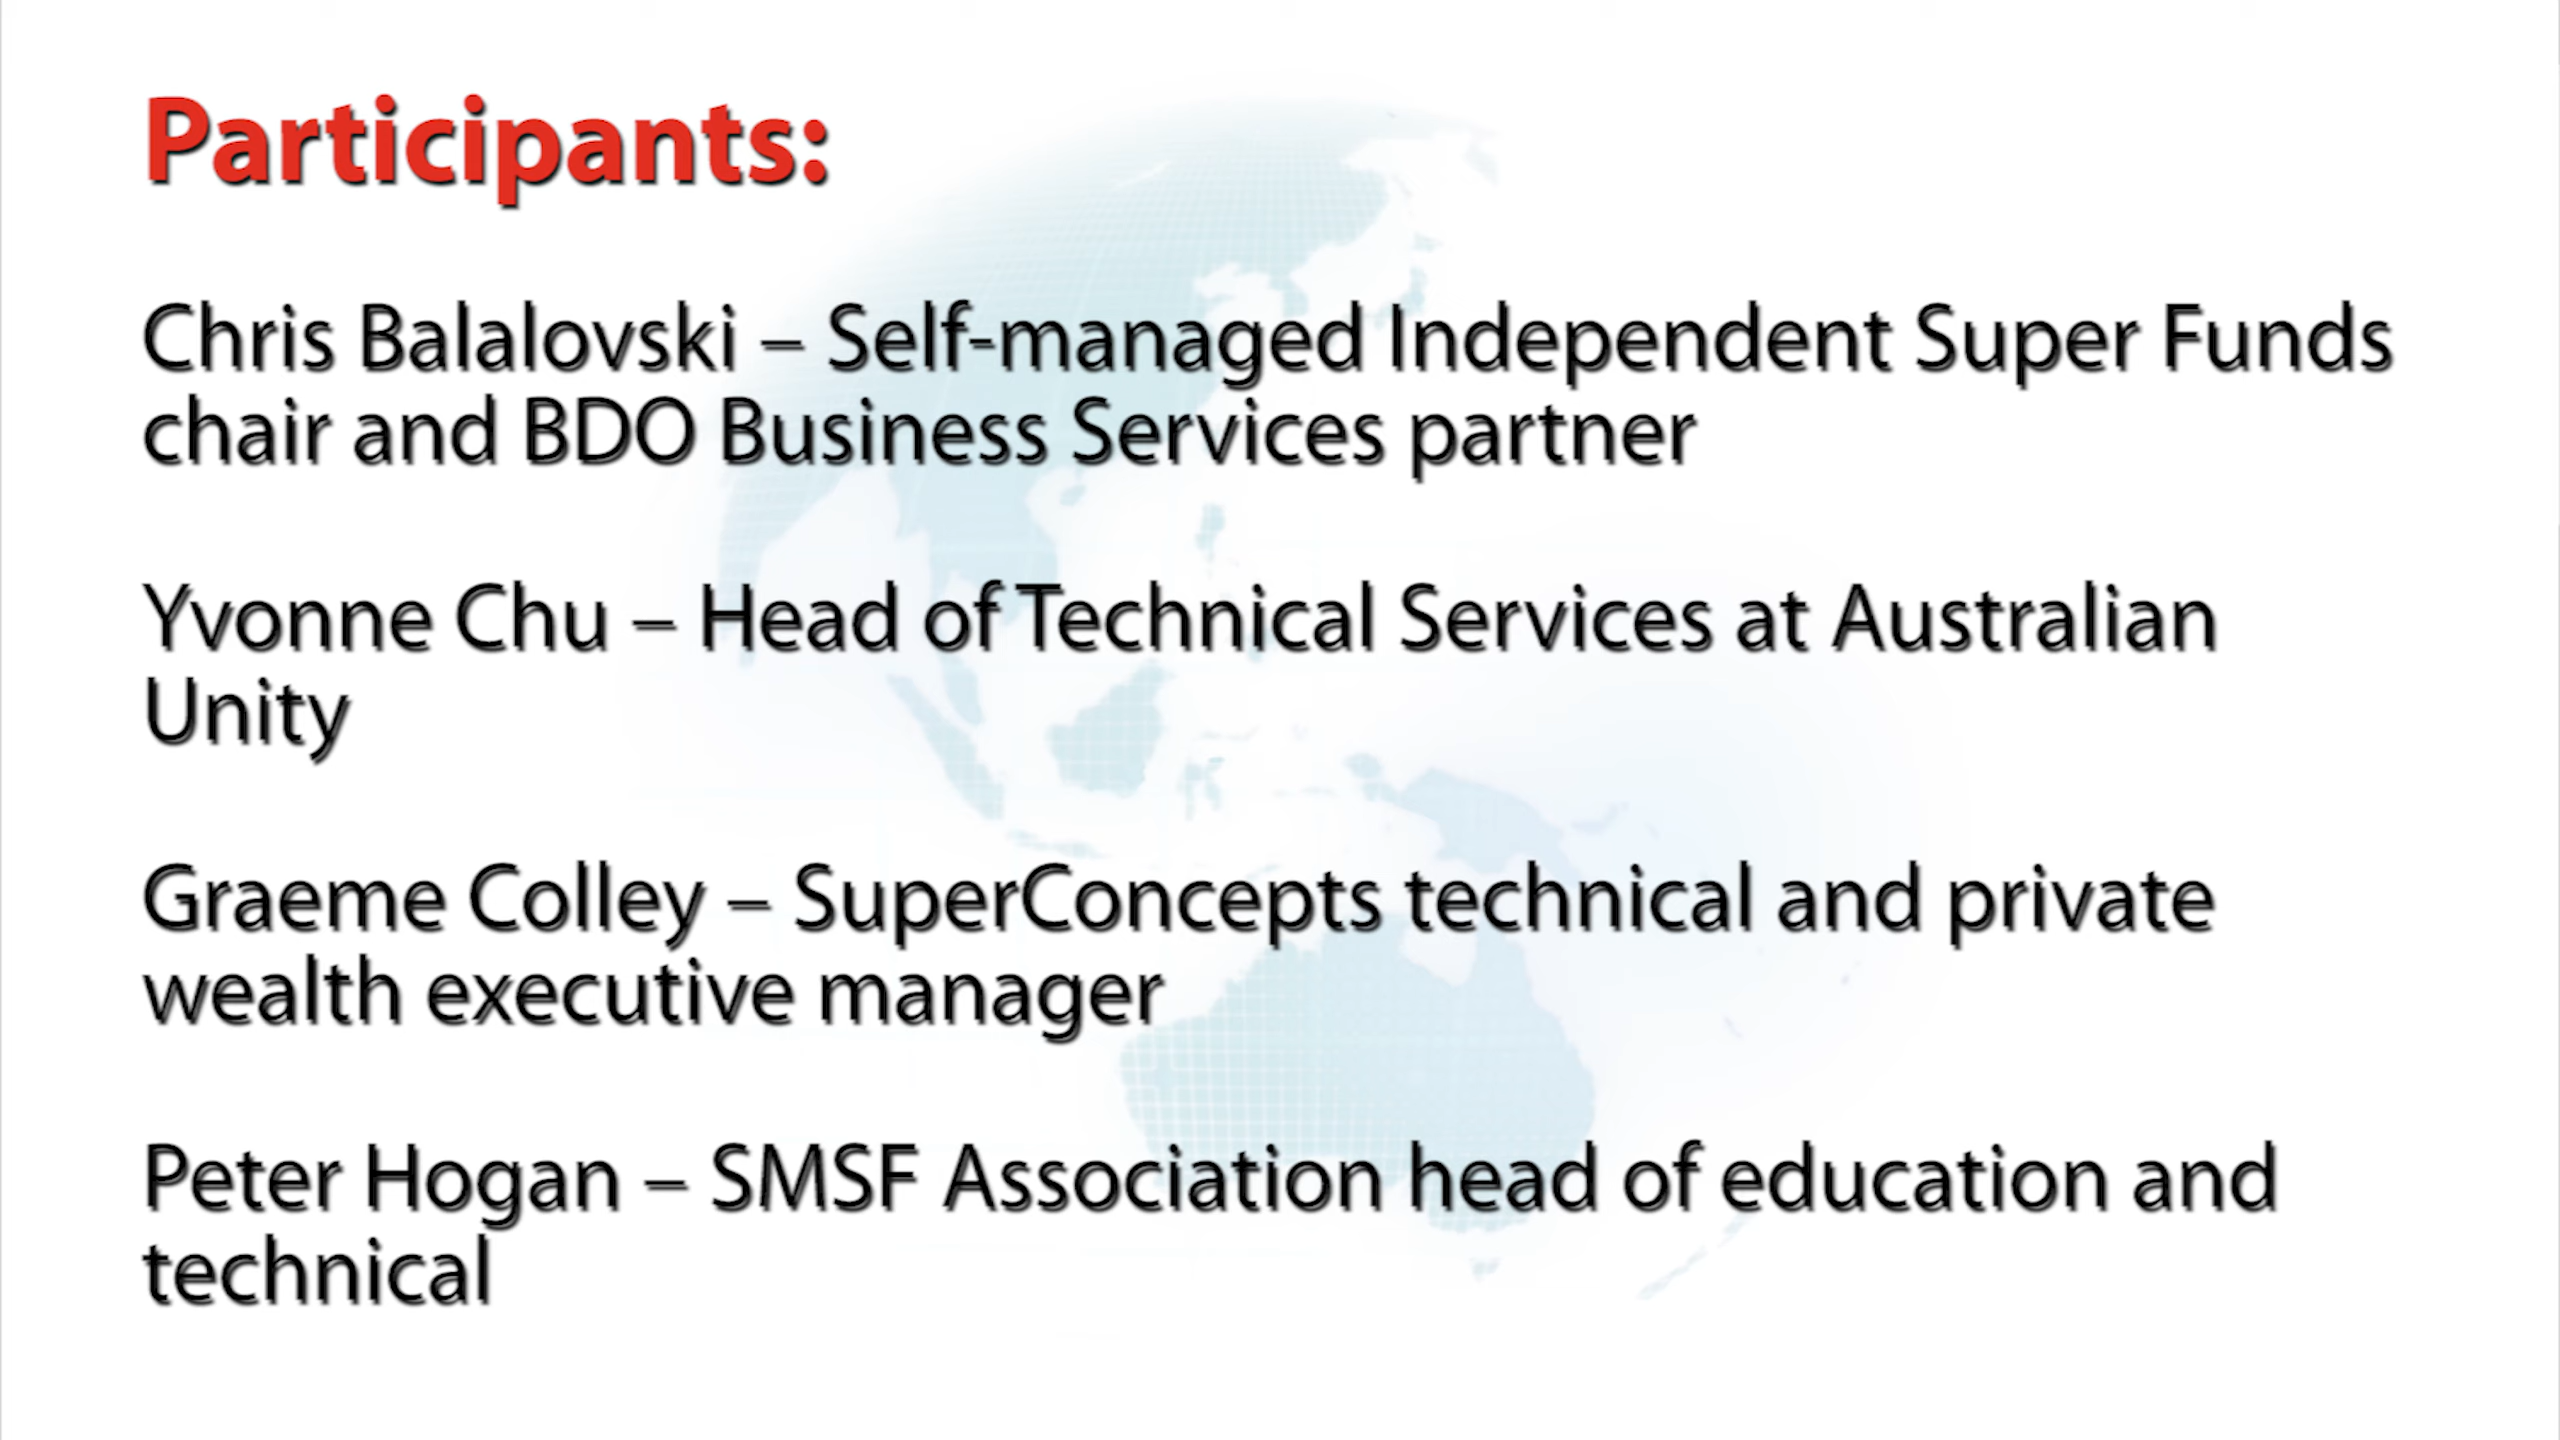 Participants:
Chris Balalovski – Self-managed Independent Super Funds
chair and BDO Business Services partner
Yvonne Chu – Head of Technical Services at Australian
Unity
Graeme Colley – SuperConcepts technical and private
wealth executive manager
Peter Hogan – SMSF Association head of education and
technical